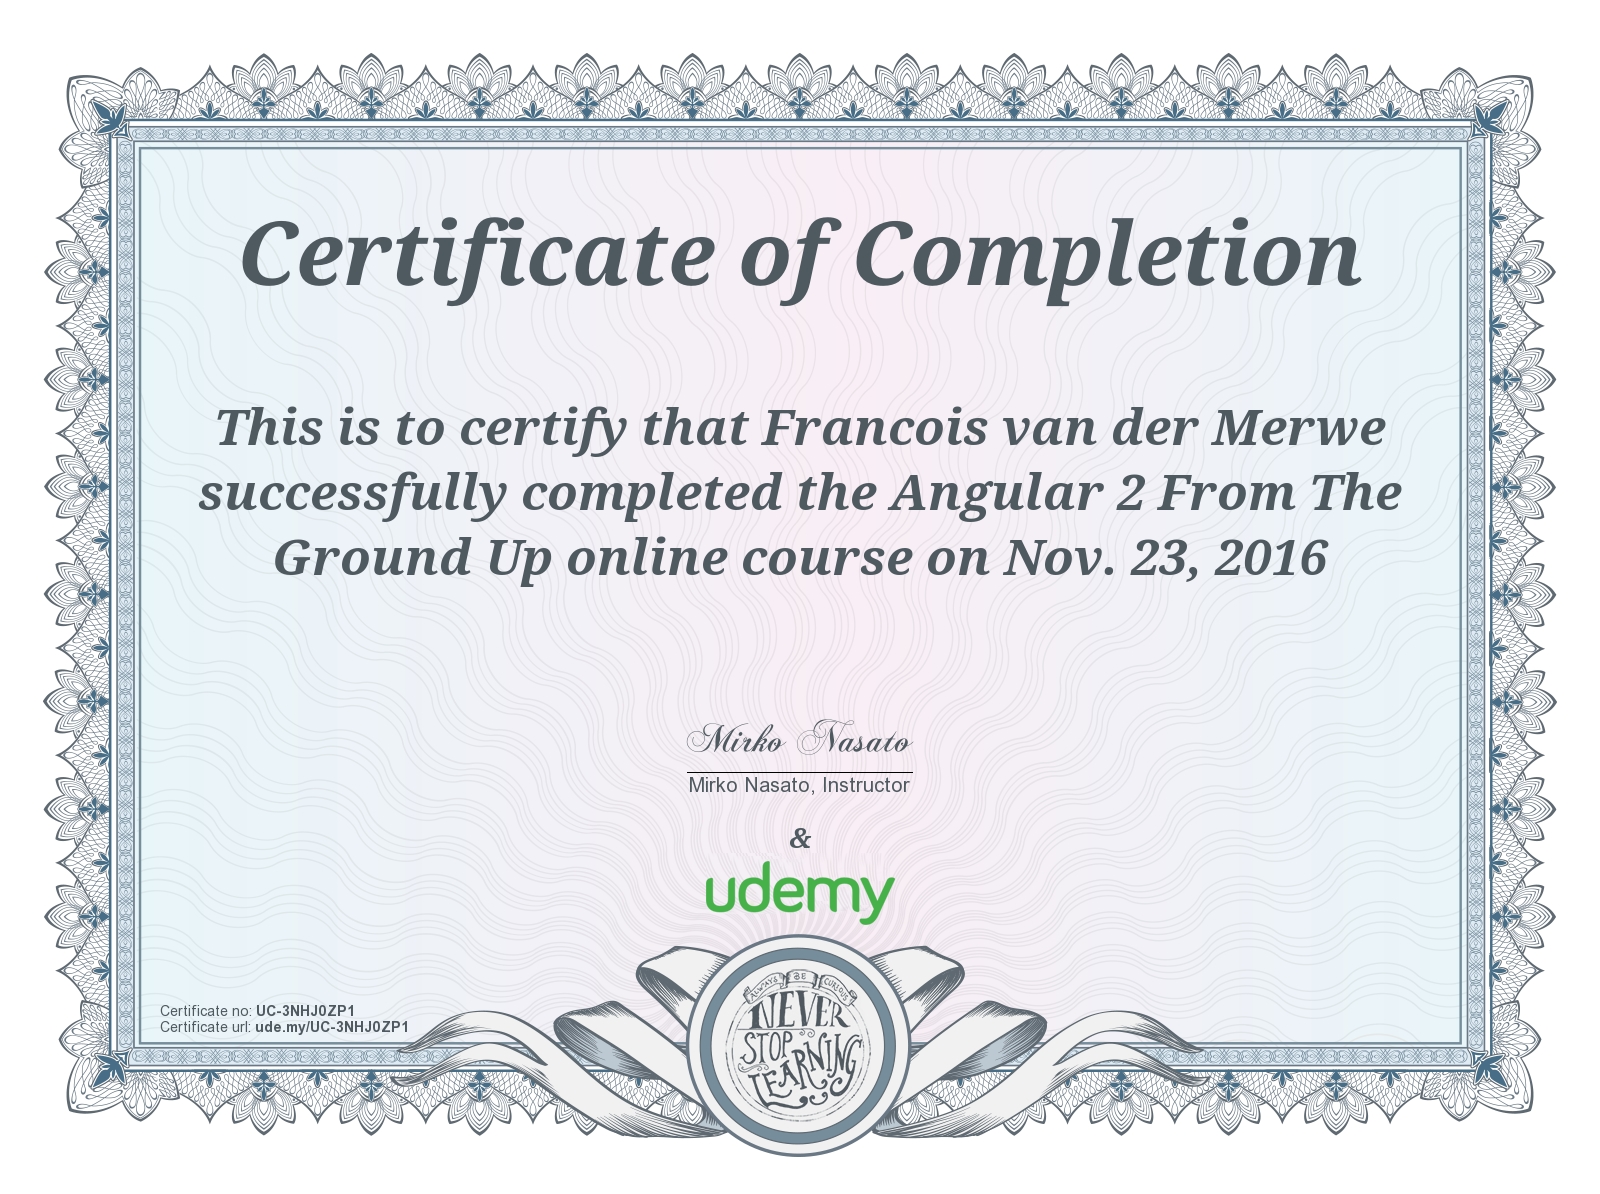 Certificate of Completion
This is to certify that Francois van der Merwe
successfully completed the Angular 2 From The
Ground Up online course on Nov. 23, 2016
Mirko Nasato
Mirko Nasato, Instructor
&
udemy
Certificate no: UC-3NHJ0ZP1
Certificate url: ude.my/UC-3NHJ0ZP1
ALWAYS BE CURIOUS
NEVER
STOP
LEARNING